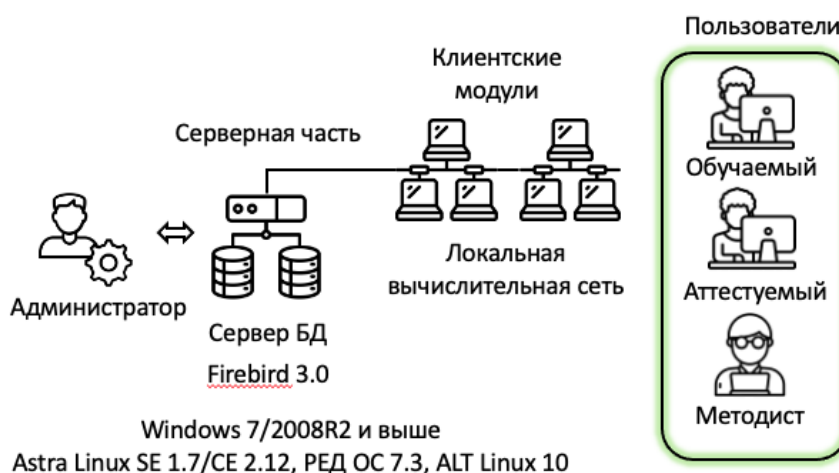 Пользователи
Клиентские
модули
Серверная часть
Обучаемый
Локальная
вычислительная сеть
Аттестуемый
Администратор
Сервер БД
Firebird 3.0
Методист
Windows 7/2008R2 и выше
Astra Linux SE 1.7/CE 2.12, РЕД ОС 7.3, ALT Linux 10